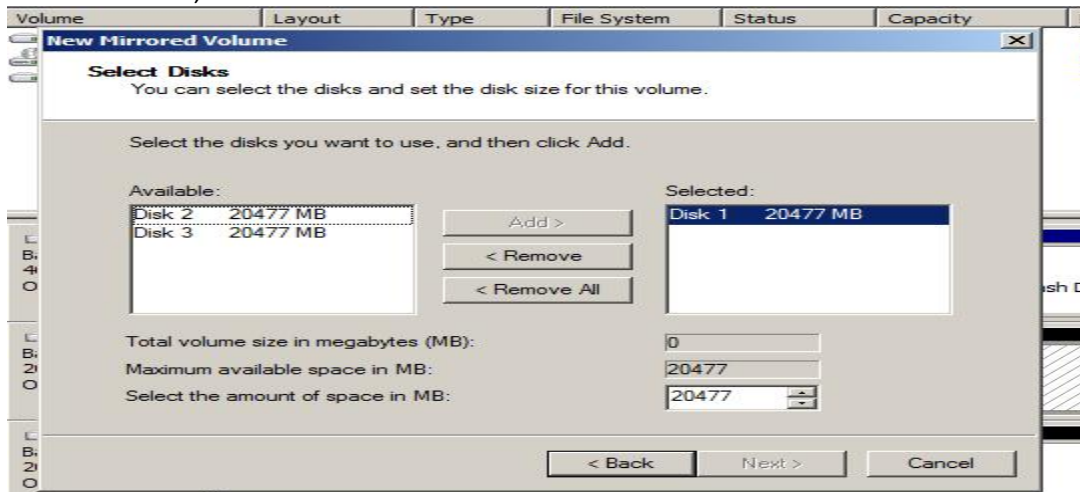 Volume Layout Type File System Status Capacity
New Mirrored Volume
Select Disks
You can select the disks and set the disk size for this volume.
Select the disks you want to use, and then click Add.
Available: Selected:
Disk 2 20477 MB Add > Disk 1 20477 MB
Disk 3 20477 MB
< Remove
< Remove All
Total volume size in megabytes (MB): 0
Maximum available space in MB: 20477
Select the amount of space in MB: 20477
< Back Next > Cancel